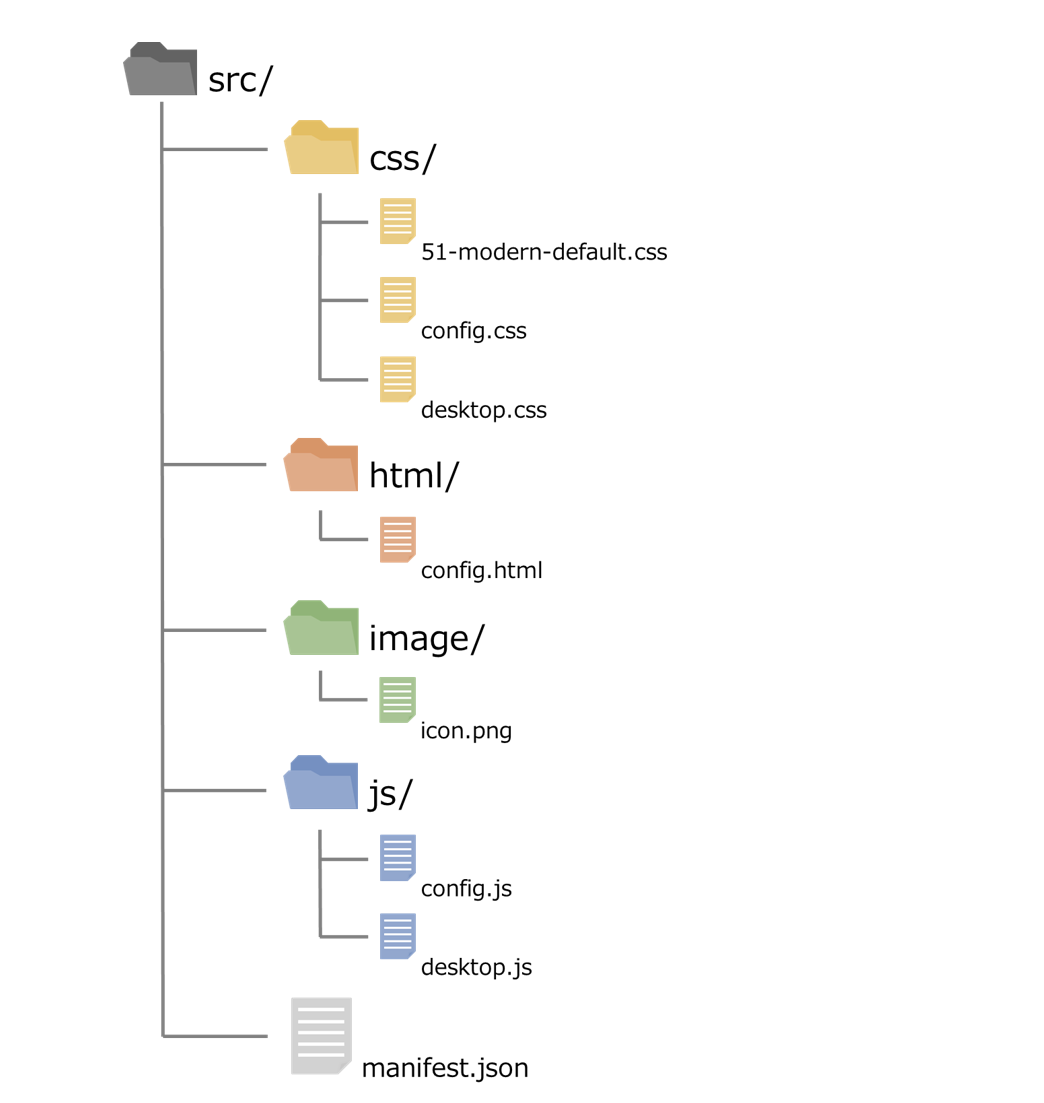 src/
css/
51-modern-default.css
config.css
desktop.css
html/
config.html
image/
icon.png
js/
config.js
desktop.js
manifest.json